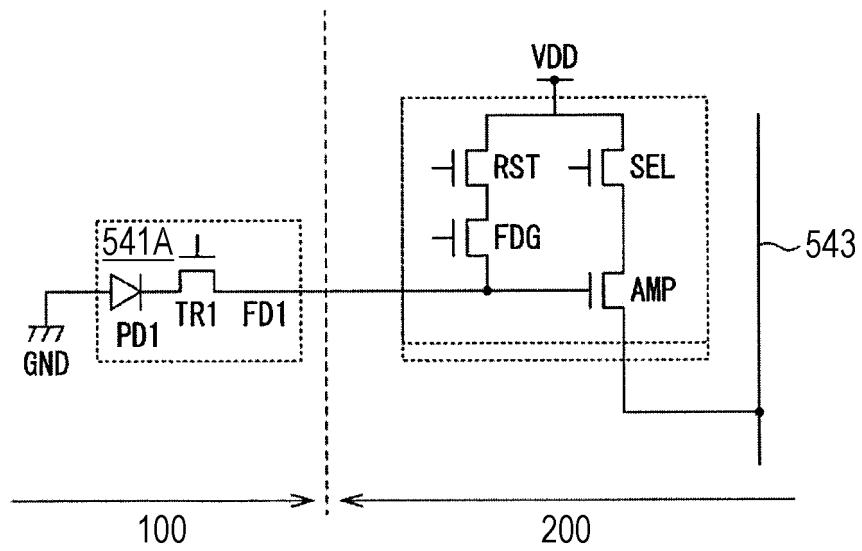 VDD
RST
SEL
FDG
543
541A
AMP
PD1
TR1
FD1
GND
100
200